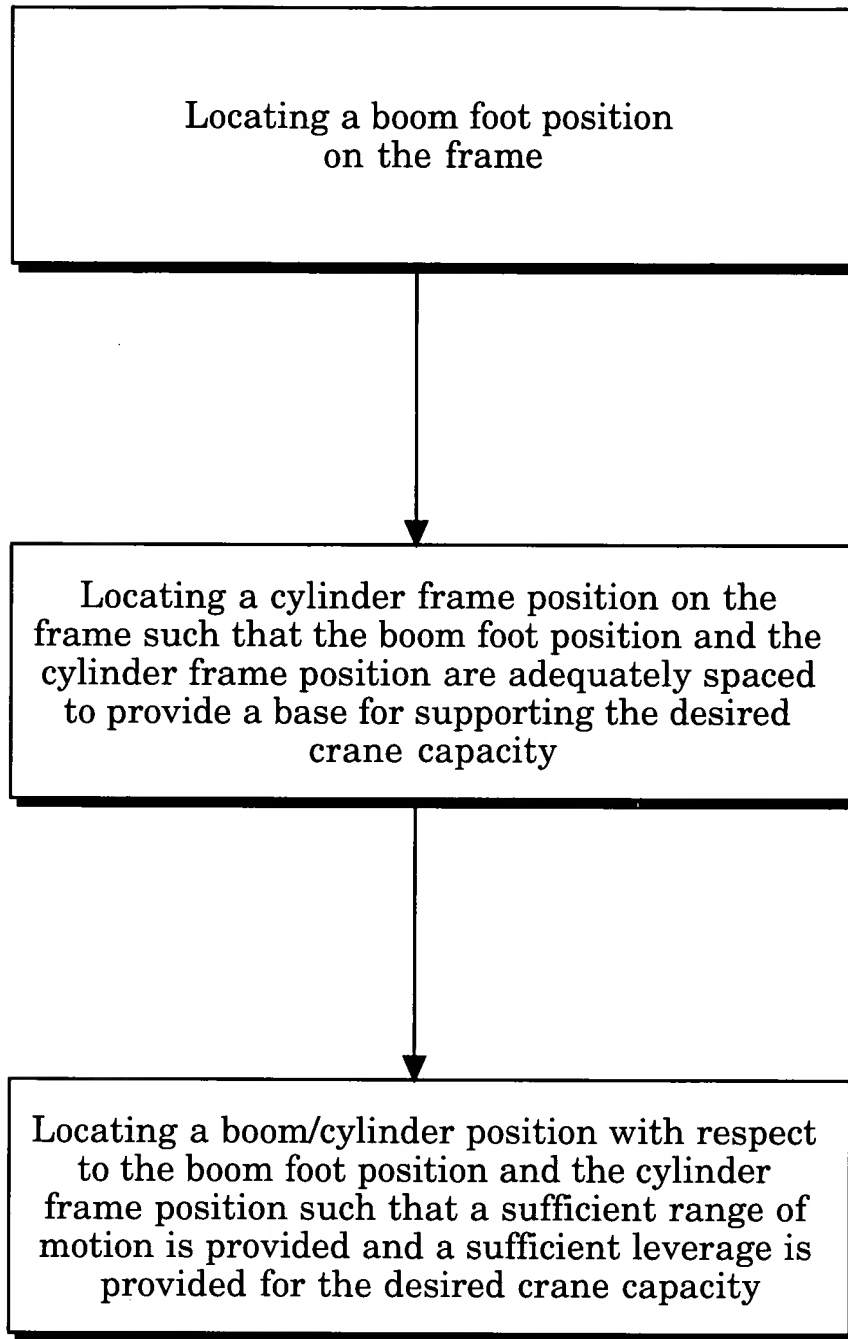 Locating a boom foot position
on the frame
Locating a cylinder frame position on the
frame such that the boom foot position and the
cylinder frame position are adequately spaced
to provide a base for supporting the desired
crane capacity
Locating a boom/cylinder position with respect
to the boom foot position and the cylinder
frame position such that a sufficient range of
motion is provided and a sufficient leverage is
provided for the desired crane capacity